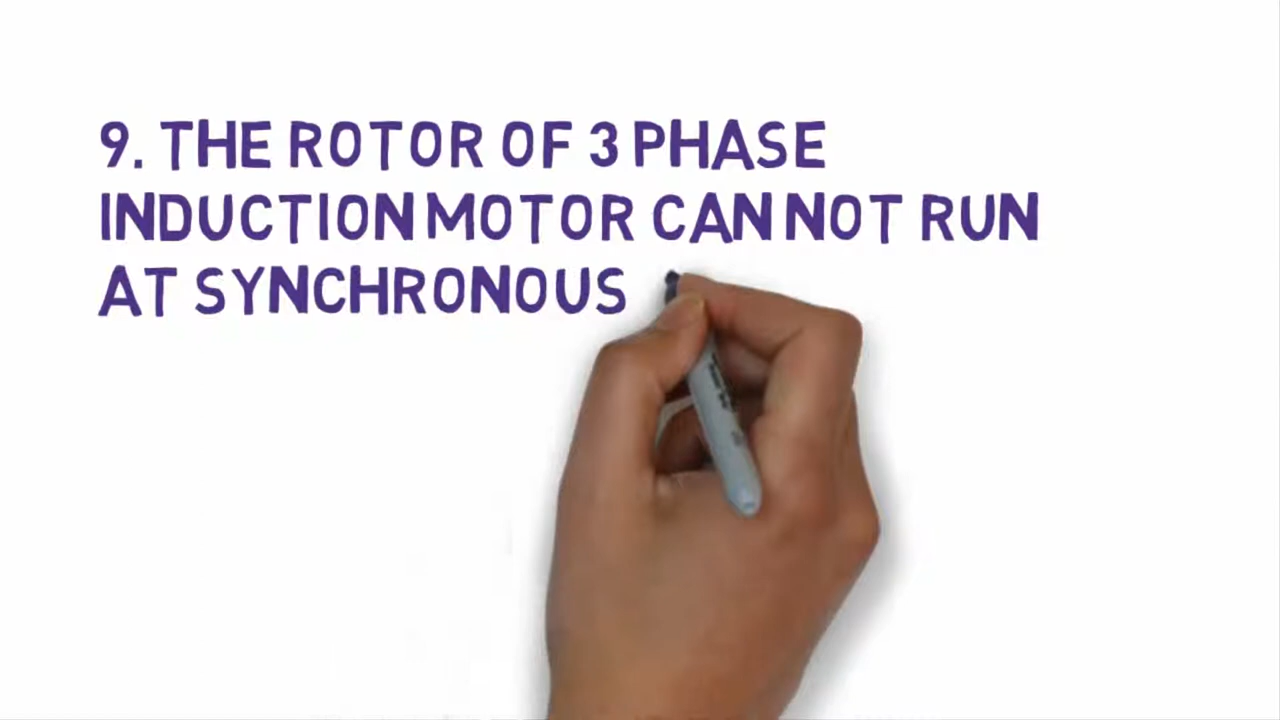 9. THE ROTOR OF 3 PHASE
INDUCTION MOTOR CAN NOT RUN
AT SYNCHRONOUS